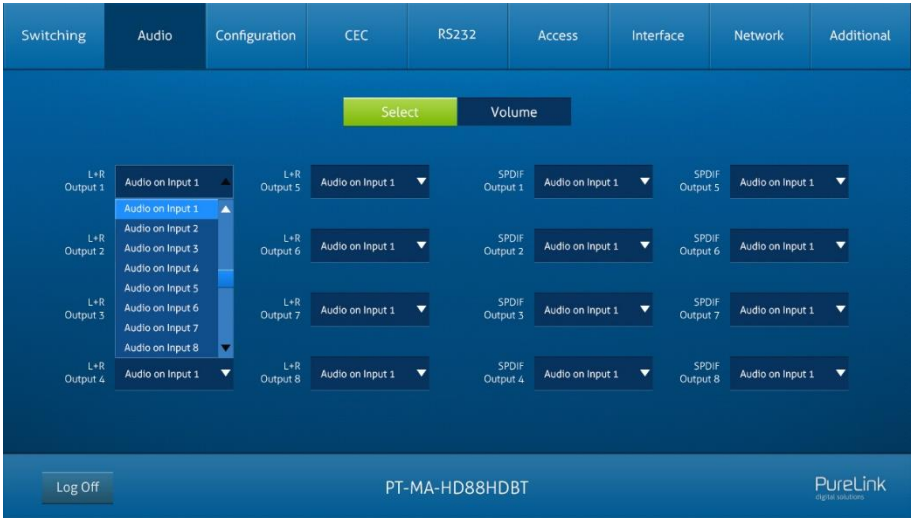 Switching Audio Configuration CEC RS232 Access Interface Network Additional
Select Volume
L+R Output 1 Audio on Input 1
Audio on Input 1
Audio on Input 2
Audio on Input 3
Audio on Input 4
Audio on Input 5
Audio on Input 6
Audio on Input 7
Audio on Input 8
L+R Output 2
L+R Output 3
L+R Output 4 Audio on Input 1
L+R Output 5 Audio on Input 1
L+R Output 6 Audio on Input 1
L+R Output 7 Audio on Input 1
L+R Output 8 Audio on Input 1
SPDIF Output 1 Audio on Input 1
SPDIF Output 2 Audio on Input 1
SPDIF Output 3 Audio on Input 1
SPDIF Output 4 Audio on Input 1
SPDIF Output 5 Audio on Input 1
SPDIF Output 6 Audio on Input 1
SPDIF Output 7 Audio on Input 1
SPDIF Output 8 Audio on Input 1
Log Off
PT-MA-HD88HDBT
PureLink
digital solutions